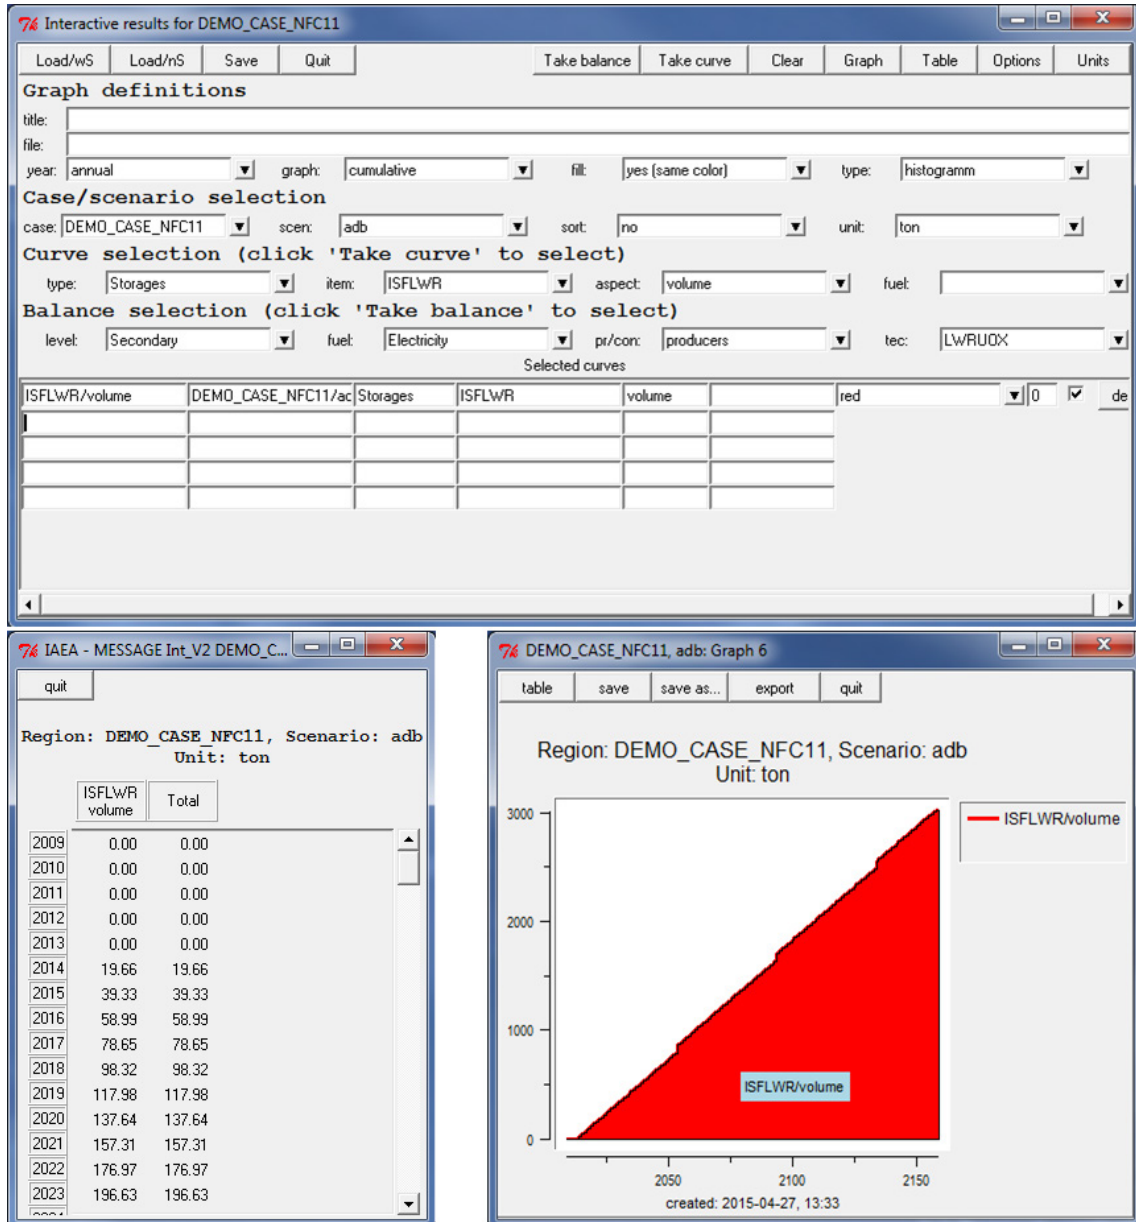 Interactive results for DEMO_CASE_NFC11
Load/wS Load/nS Save Quit Take balance Take curve Clear Graph Table Options Units
Graph definitions
title:
file:
year: annual graph: cumulative fill: yes (same color) type: histogramm
Case/scenario selection
case: DEMO_CASE_NFC11 scen: adb sort: no unit: ton
Curve selection (click 'Take curve' to select)
type: Storages item: ISFLWR aspect: volume fuel:
Balance selection (click 'Take balance' to select)
level: Secondary fuel: Electricity pr/con: producers tec: LWRUOX
Selected curves
ISFLWR/volume DEMO_CASE_NFC11/ac Storages ISFLWR volume red 0 de
IAEA - MESSAGE Int_V2 DEMO_C...
quit
Region: DEMO_CASE_NFC11, Scenario: adb
Unit: ton
ISFLWR
volume Total
2009 0.00 0.00
2010 0.00 0.00
2011 0.00 0.00
2012 0.00 0.00
2013 0.00 0.00
2014 19.66 19.66
2015 39.33 39.33
2016 58.99 58.99
2017 78.65 78.65
2018 98.32 98.32
2019 117.98 117.98
2020 137.64 137.64
2021 157.31 157.31
2022 176.97 176.97
2023 196.63 196.63
DEMO_CASE_NFC11, adb: Graph 6
table save save as... export quit
Region: DEMO_CASE_NFC11, Scenario: adb
Unit: ton
3000
2000
1000
0
ISFLWR/volume
ISFLWR/volume
2050 2100 2150
created: 2015-04-27, 13:33